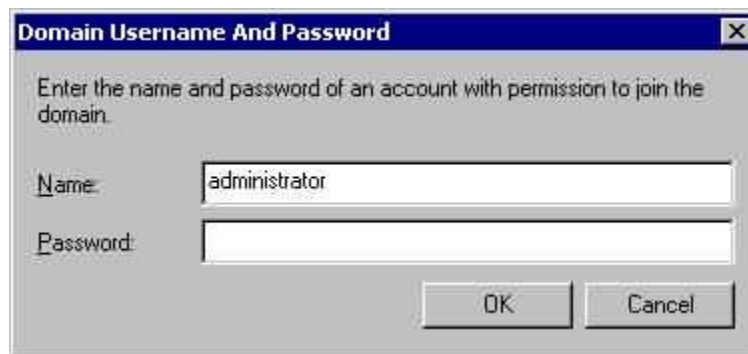 Domain Username And Password
Enter the name and password of an account with permission to join the
domain.
Name: administrator
Password:
OK Cancel